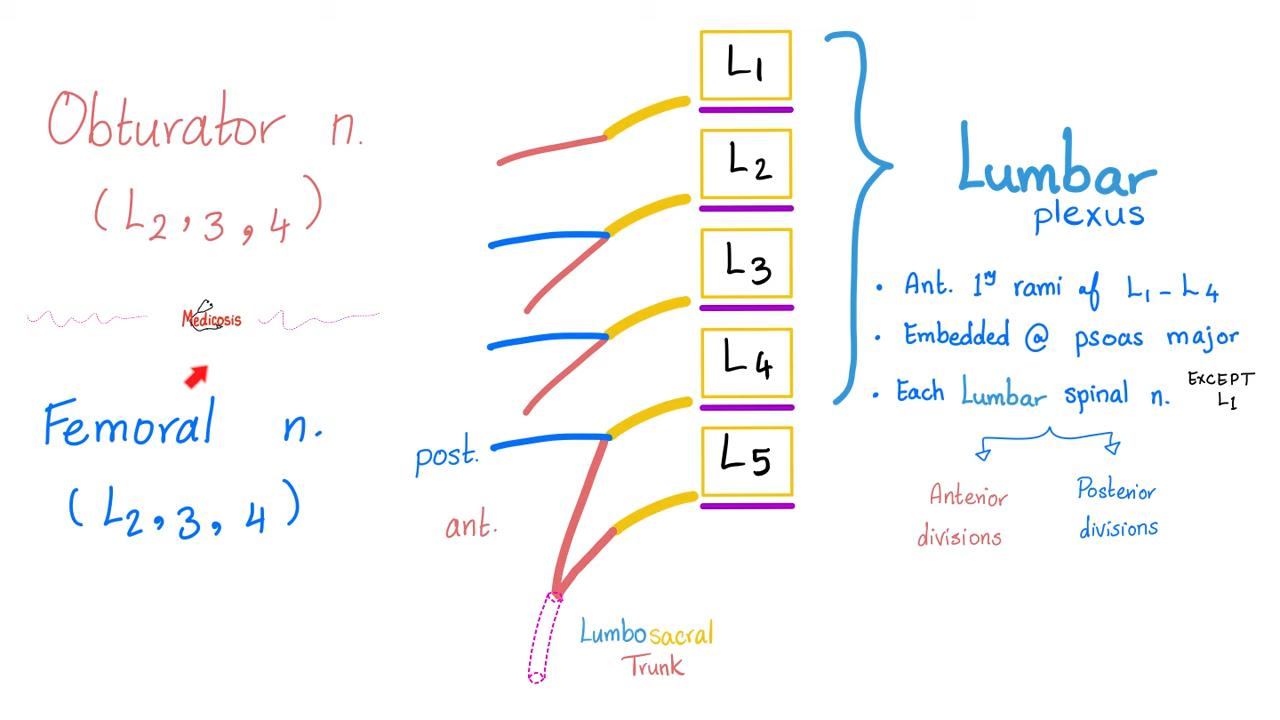 Obturator n.
(L2, 3, 4)
Medicosis
Femoral n.
(L2, 3, 4)
post.
ant.
L1
L2
L3
L4
L5
Lumbosacral
Trunk
Lumbar
plexus
• Ant. 1ry rami of L1 - L4
• Embedded @ psoas major
• Each Lumbar spinal n. EXCEPT
L1
Anterior
divisions
Posterior
divisions